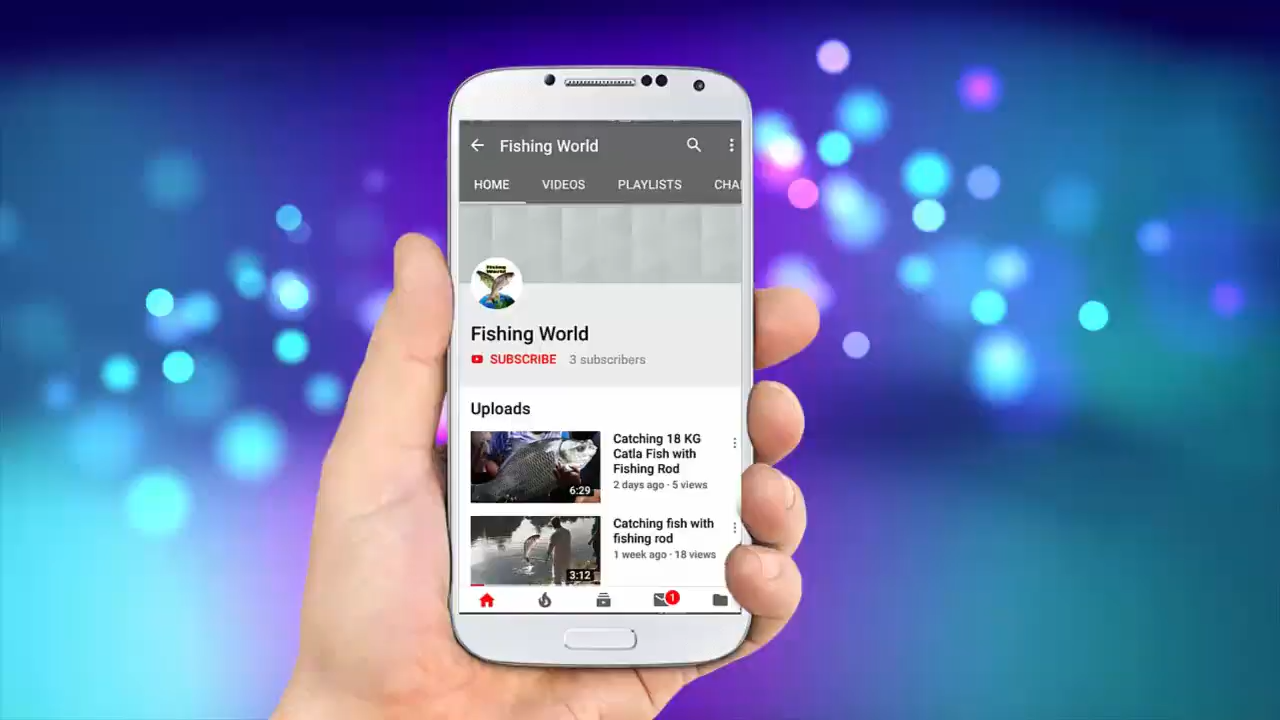 Fishing World
HOME VIDEOS PLAYLISTS CHA
Fishing
World
Fishing World
SUBSCRIBE 3 subscribers
Uploads
Catching 18 KG
Catla Fish with
Fishing Rod
2 days ago · 5 views
6:29
Catching fish with
fishing rod
1 week ago · 18 views
3:12
1